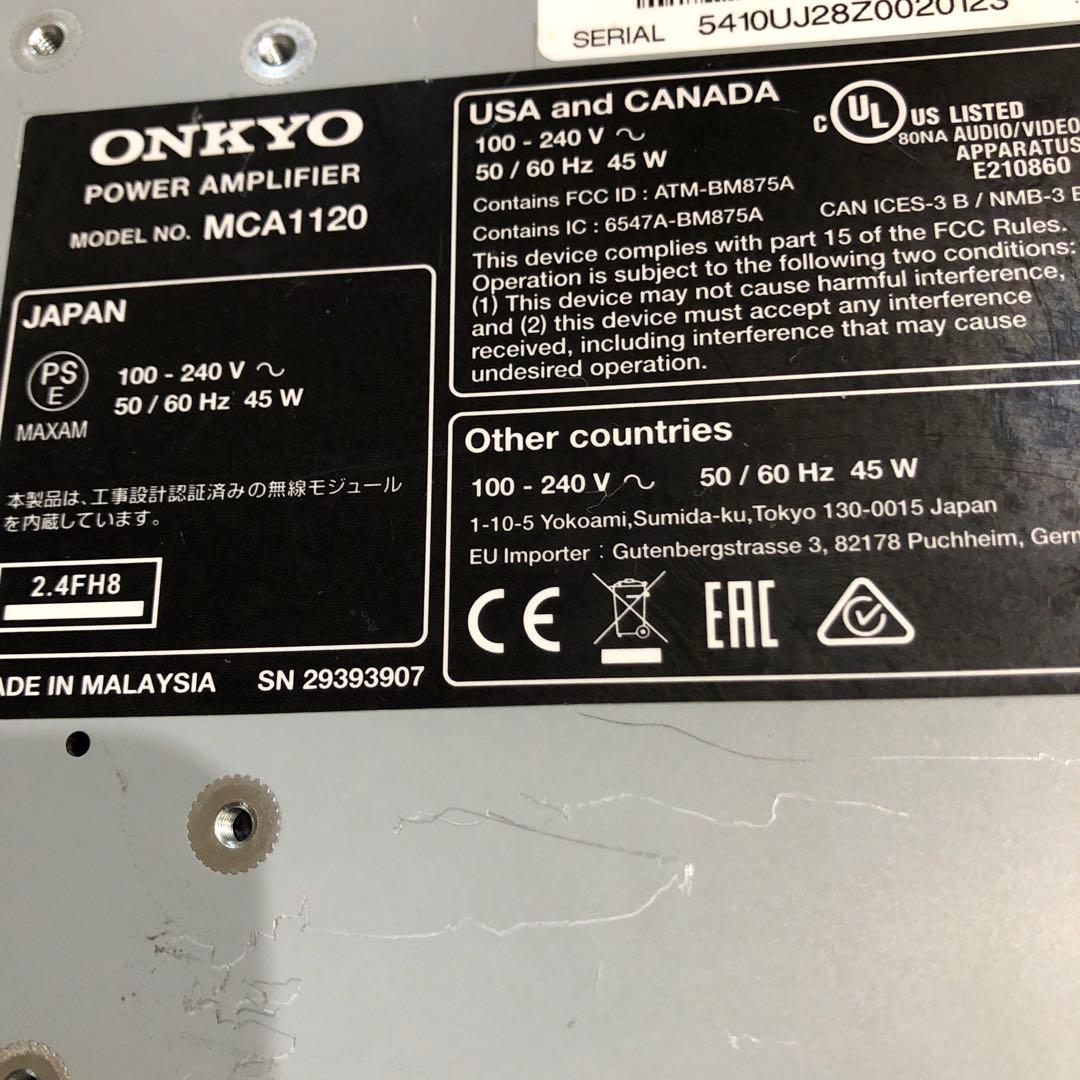 SERIAL 5410UJ28Z002012S
ONKYO
POWER AMPLIFIER
MODEL NO. MCA1120
JAPAN
PS
E
MAXAM
100 - 240 V ～
50 / 60 Hz 45 W
本製品は、工事設計認証済みの無線モジュール
を内蔵しています。
2.4FH8
MADE IN MALAYSIA SN 29393907
USA and CANADA
100 - 240 V ～
50 / 60 Hz 45 W
Contains FCC ID : ATM-BM875A
Contains IC : 6547A-BM875A
C UL US LISTED
80NA AUDIO/VIDEO
APPARATUS
E210860
CAN ICES-3 B / NMB-3 B
This device complies with part 15 of the FCC Rules.
Operation is subject to the following two conditions:
(1) This device may not cause harmful interference,
and (2) this device must accept any interference
received, including interference that may cause
undesired operation.
Other countries
100 - 240 V ～ 50 / 60 Hz 45 W
1-10-5 Yokoami,Sumida-ku,Tokyo 130-0015 Japan
EU Importer : Gutenbergstrasse 3, 82178 Puchheim, Germ
CE
EAC